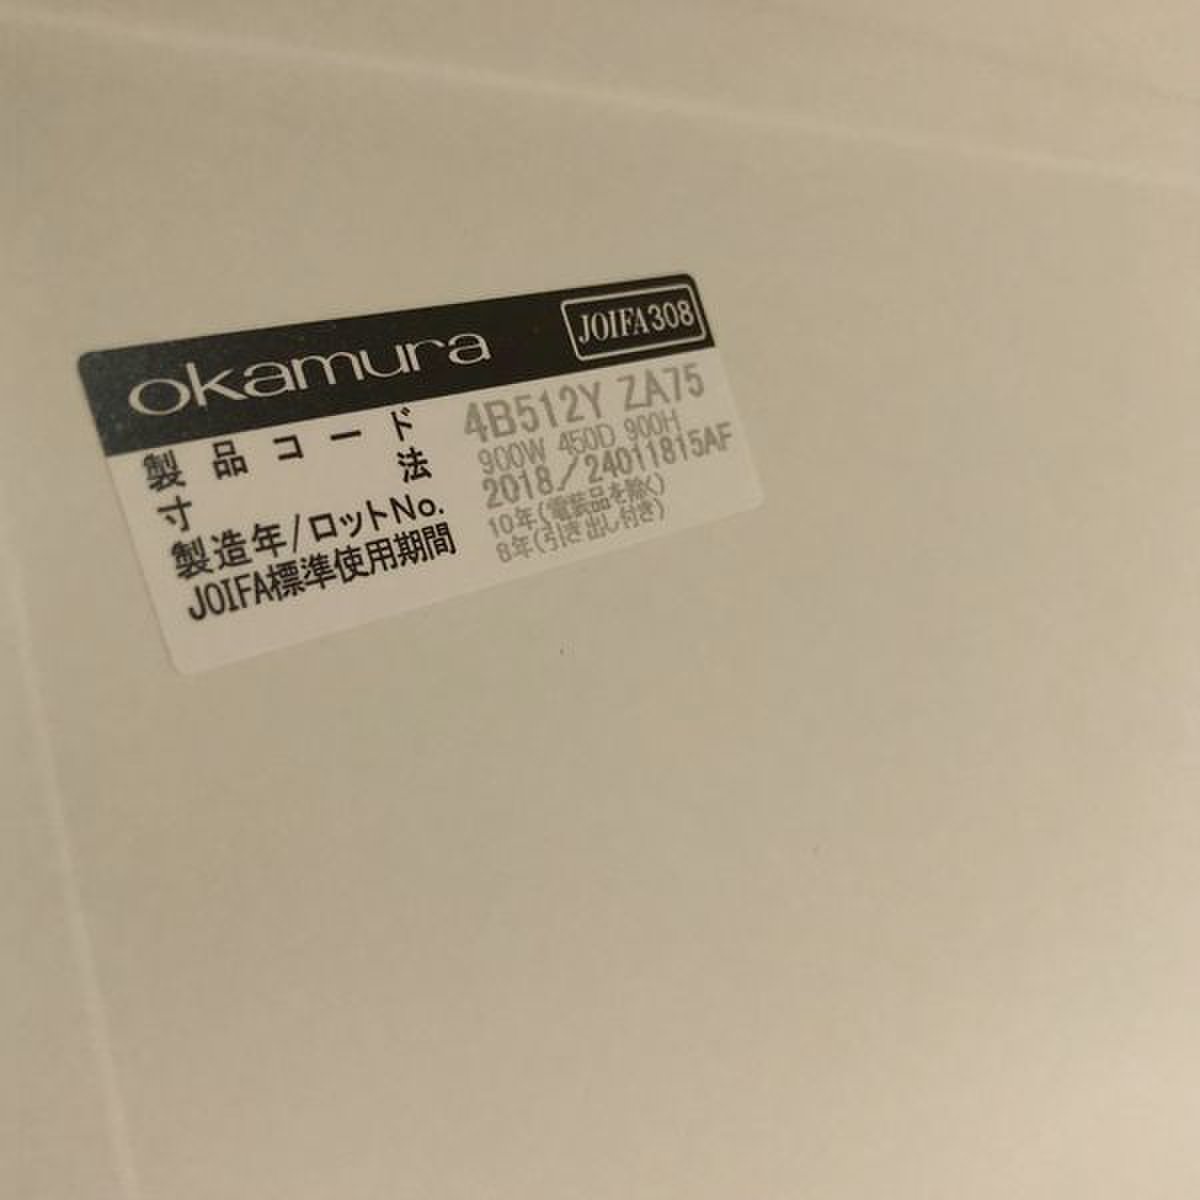 okamura JOIFA308
製品コード 4B512Y ZA75
寸法 900W 450D 900H
製造年/ロットNo. 2018/24011815AF
JOIFA標準使用期間 10年(電装品を除く)
8年(引き出し付き)